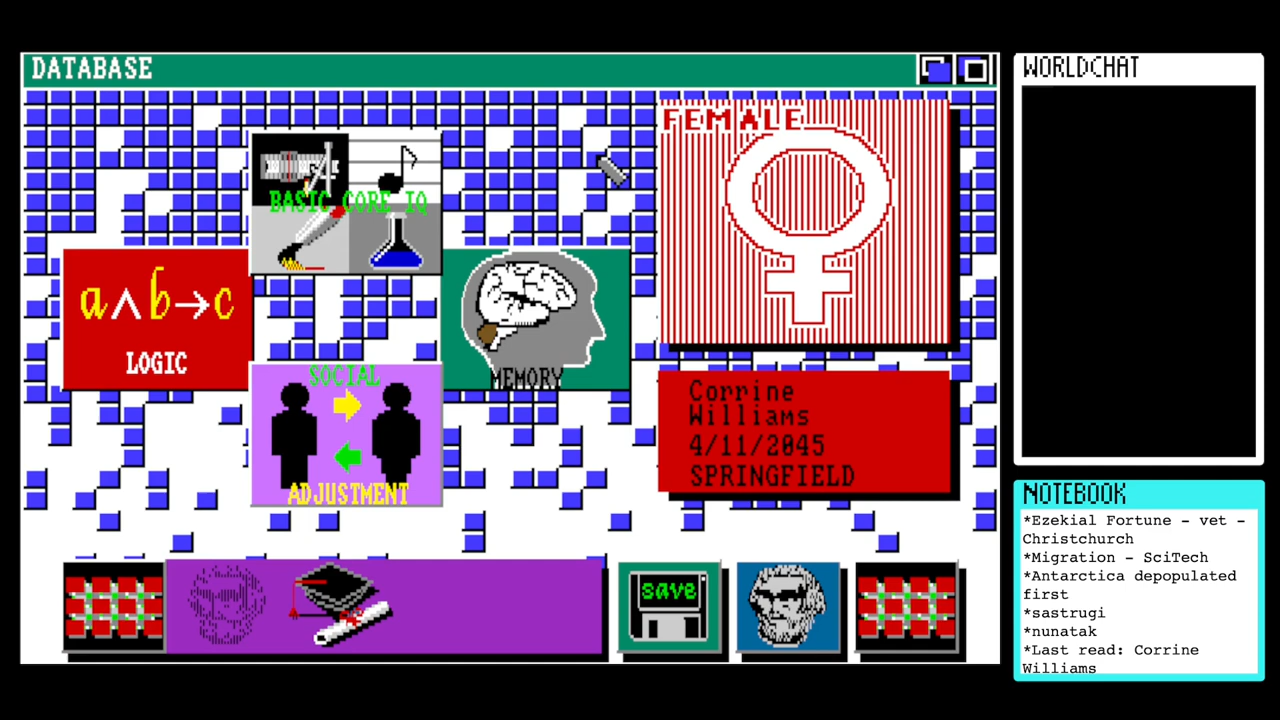 DATABASE
FEMALE
BASIC CORE IQ
a∧b→c
LOGIC
MEMORY
SOCIAL
ADJUSTMENT
Corrine
Williams
4/11/2045
SPRINGFIELD
save
WORLDCHAT
NOTEBOOK
*Ezekial Fortune - vet -
Christchurch
*Migration - SciTech
*Antarctica depopulated
first
*sastrugi
*nunatak
*Last read: Corrine
Williams